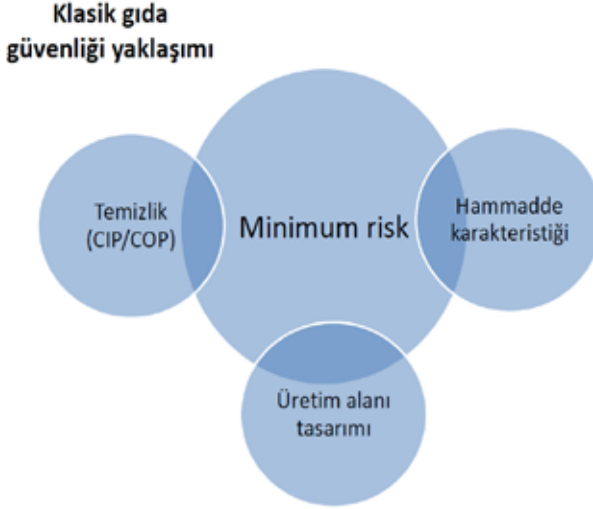 Klasik gıda
güvenliği yaklaşımı
Temizlik
(CIP/COP)
Minimum risk
Hammadde
karakteristiği
Üretim alanı
tasarımı